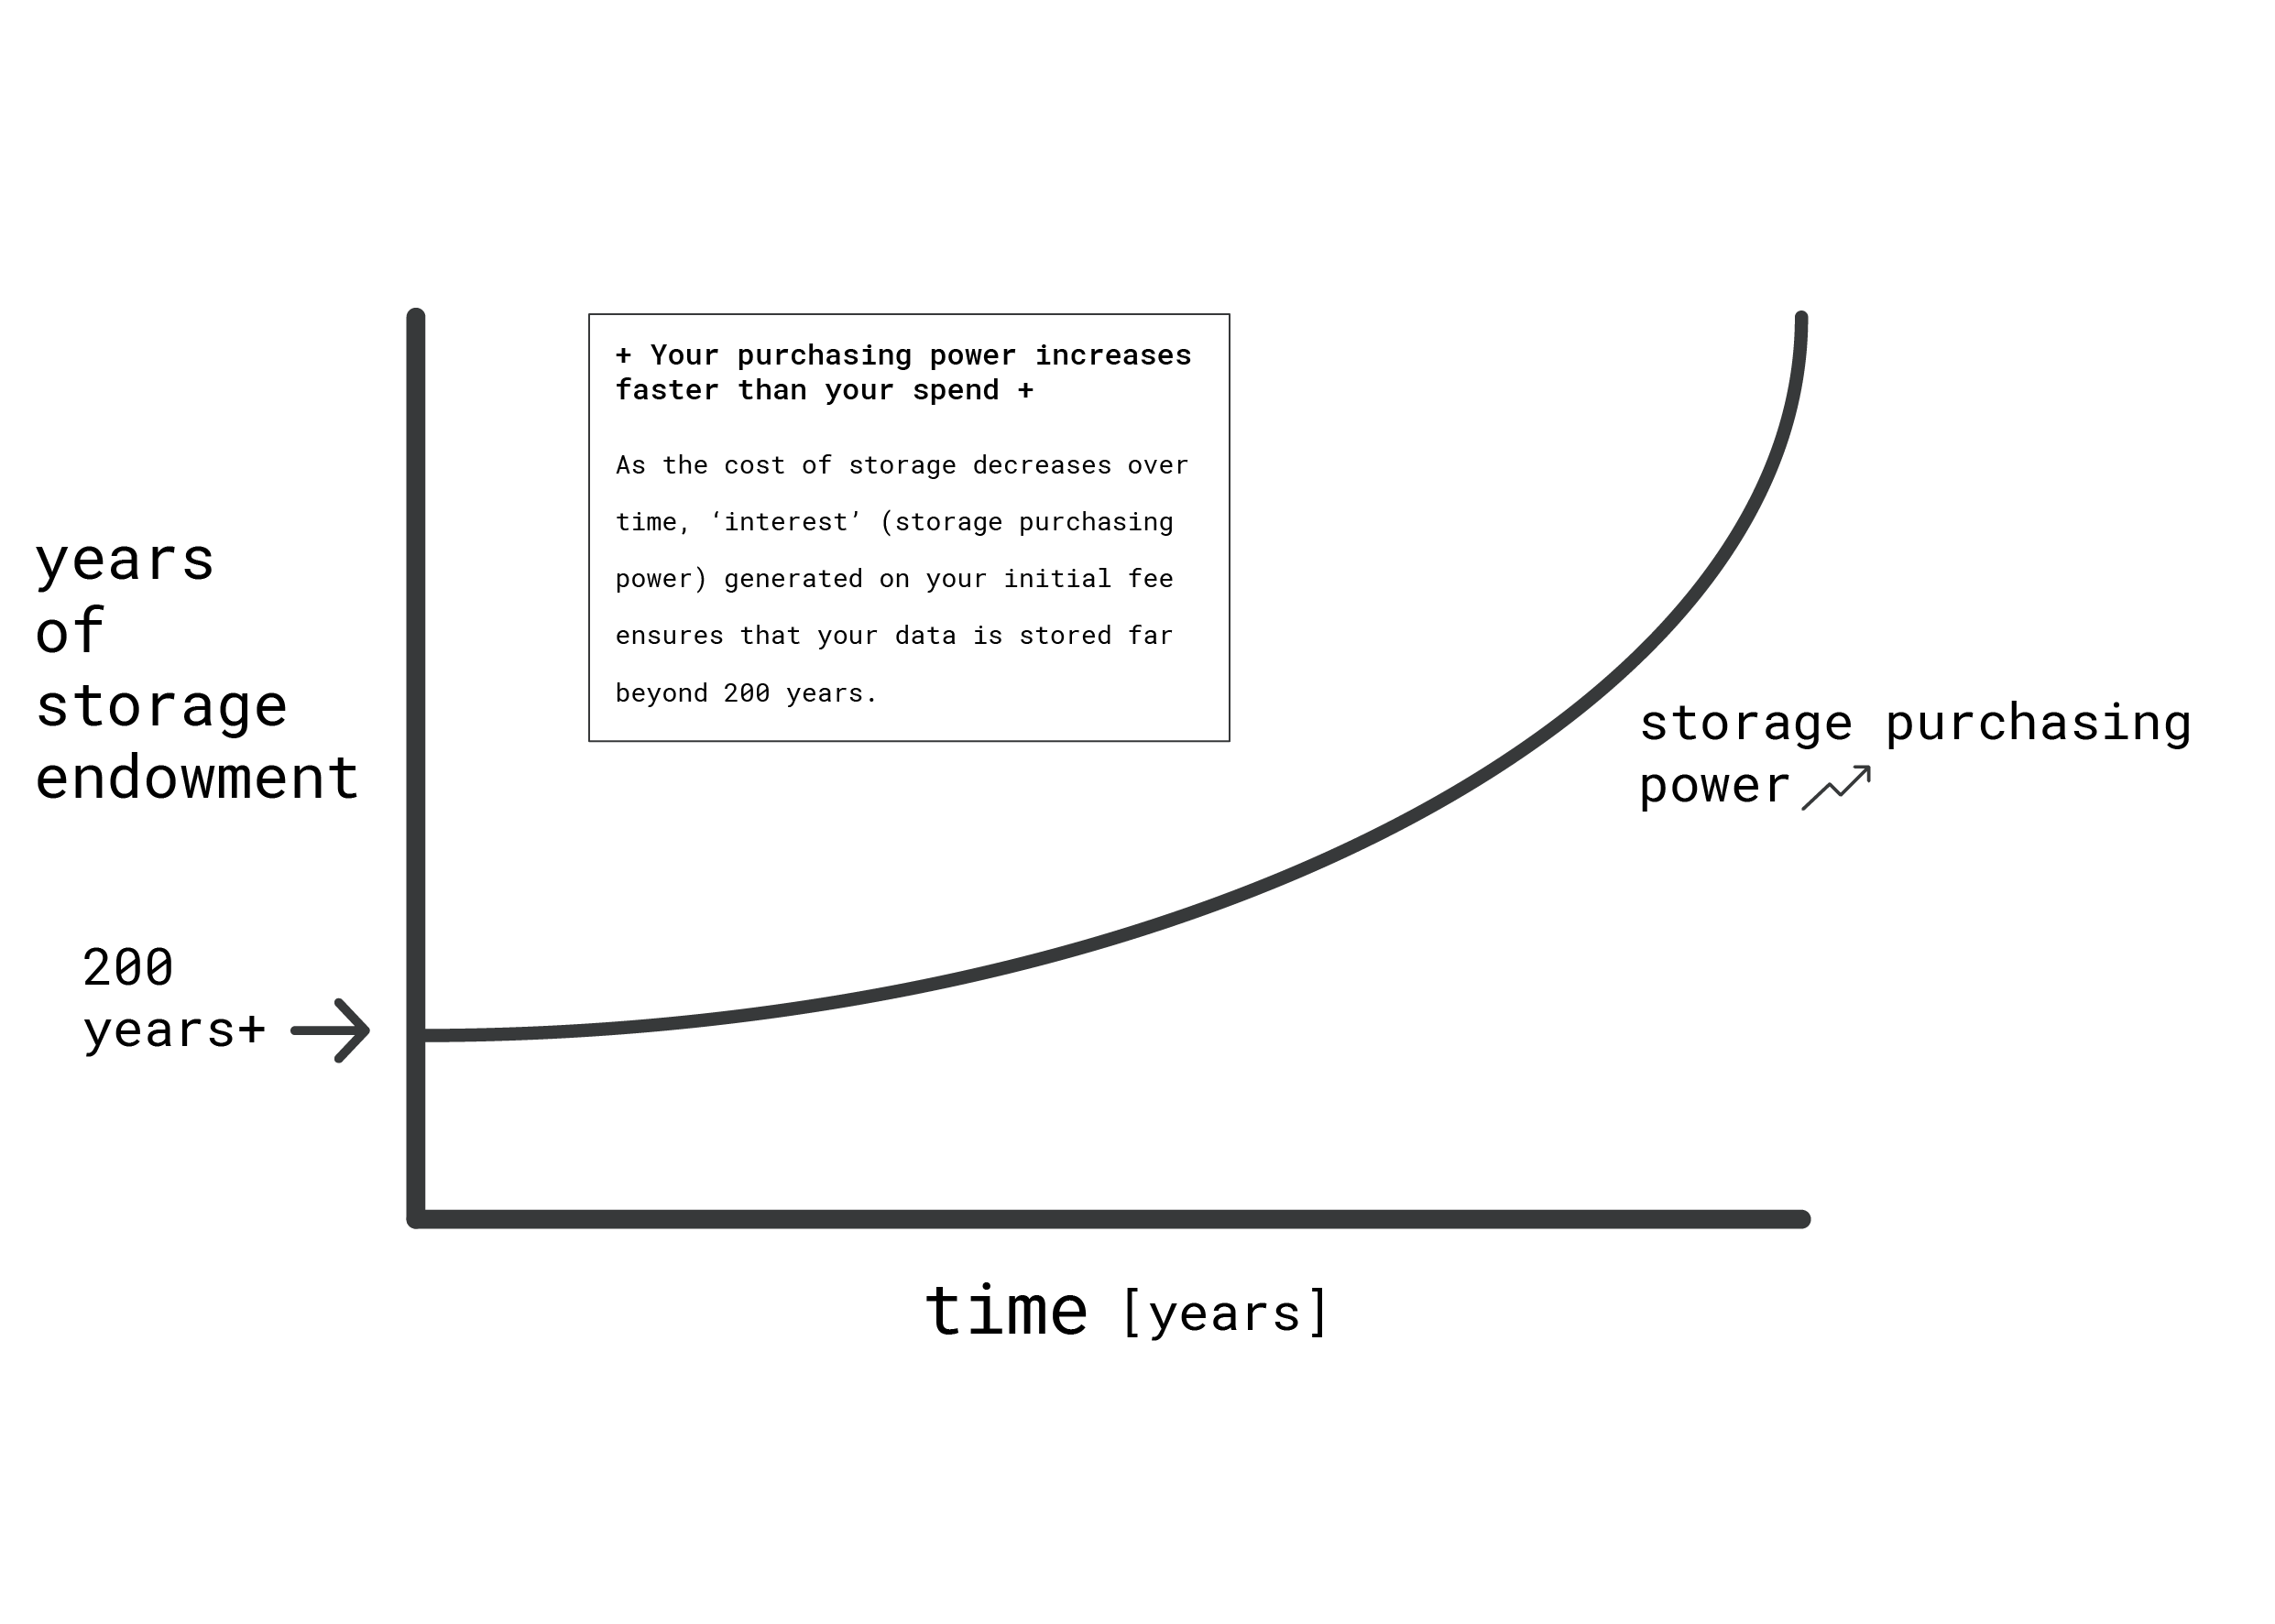 + Your purchasing power increases
faster than your spend +
As the cost of storage decreases over
time, ‘interest’ (storage purchasing
power) generated on your initial fee
ensures that your data is stored far
beyond 200 years.
years
of
storage
endowment
storage purchasing
power
200
years+
time [years]